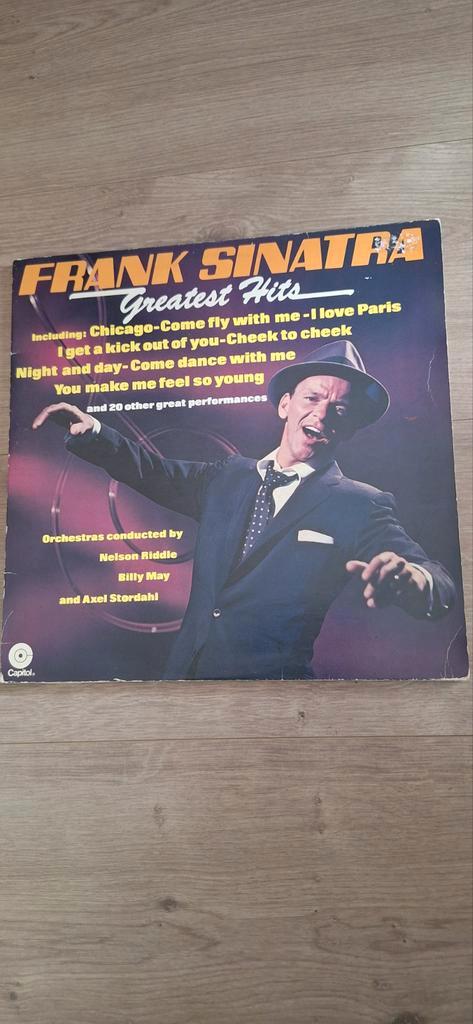 FRANK SINATRA
Greatest Hits
Including: Chicago-Come fly with me-I love Paris
I get a kick out of you-Cheek to cheek
Night and day-Come dance with me
You make me feel so young
and 20 other great performances
Orchestras conducted by
Nelson Riddle
Billy May
and Axel Stordahl
Capitol®